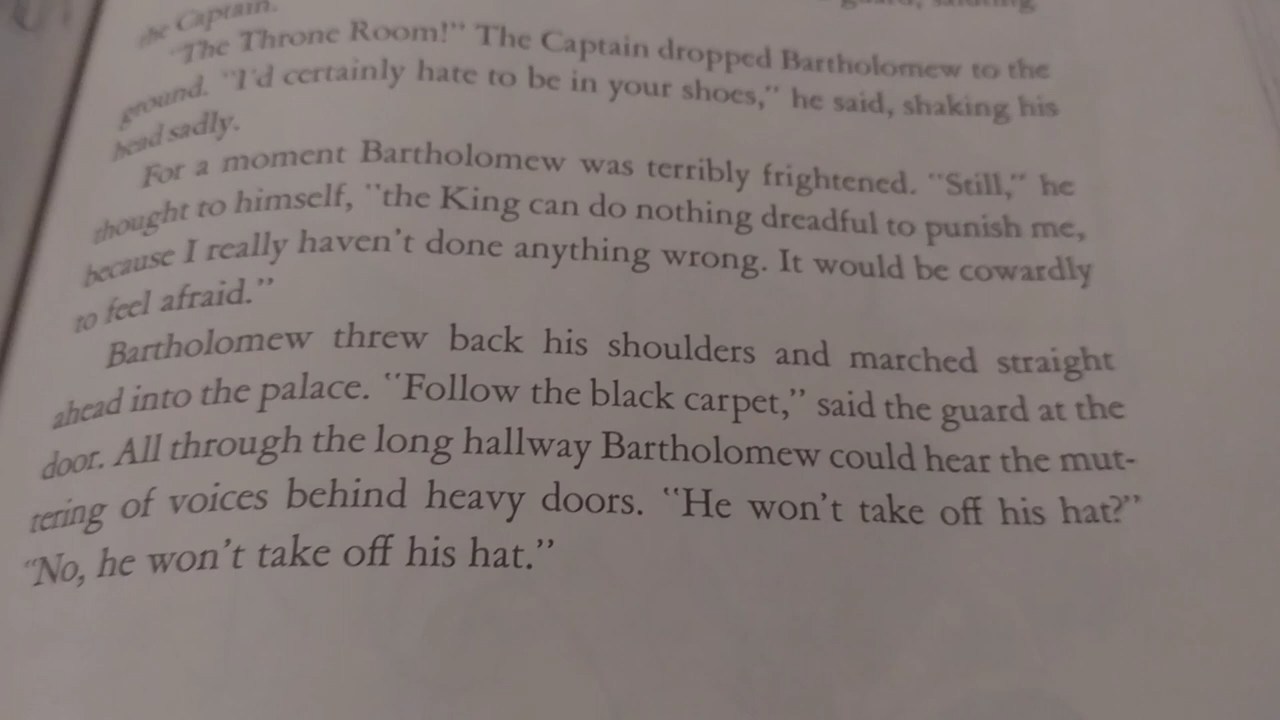 the Captain.
"The Throne Room!" The Captain dropped Bartholomew to the
ground. "I'd certainly hate to be in your shoes," he said, shaking his
head sadly.
For a moment Bartholomew was terribly frightened. "Still," he
thought to himself, "the King can do nothing dreadful to punish me,
because I really haven't done anything wrong. It would be cowardly
to feel afraid."
Bartholomew threw back his shoulders and marched straight
ahead into the palace. "Follow the black carpet," said the guard at the
door. All through the long hallway Bartholomew could hear the mut-
tering of voices behind heavy doors. "He won't take off his hat?"
"No, he won't take off his hat."